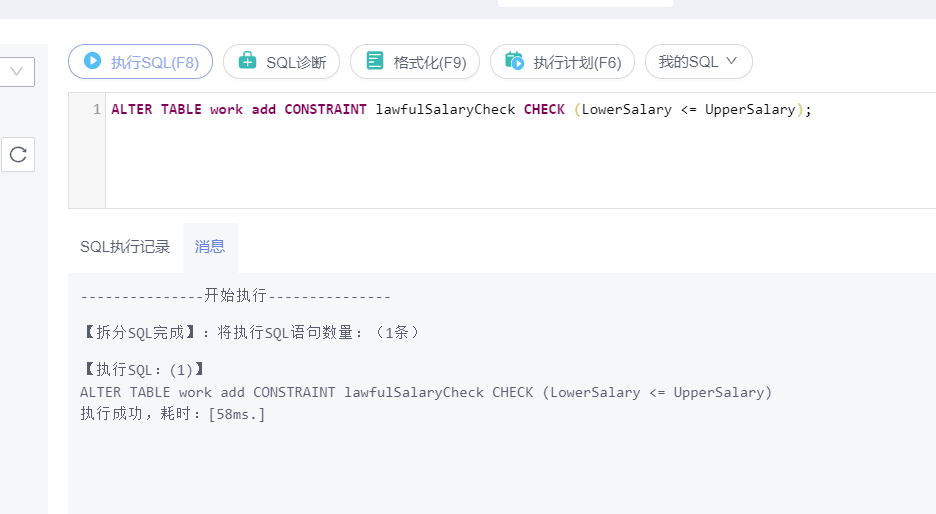 执行SQL(F8) SQL诊断 格式化(F9) 执行计划(F6) 我的SQL
1 ALTER TABLE work add CONSTRAINT lawfulSalaryCheck CHECK (LowerSalary <= UpperSalary);
SQL执行记录 消息
---------------开始执行---------------
【拆分SQL完成】：将执行SQL语句数量：（1条）
【执行SQL：(1)】
ALTER TABLE work add CONSTRAINT lawfulSalaryCheck CHECK (LowerSalary <= UpperSalary)
执行成功，耗时：[58ms.]